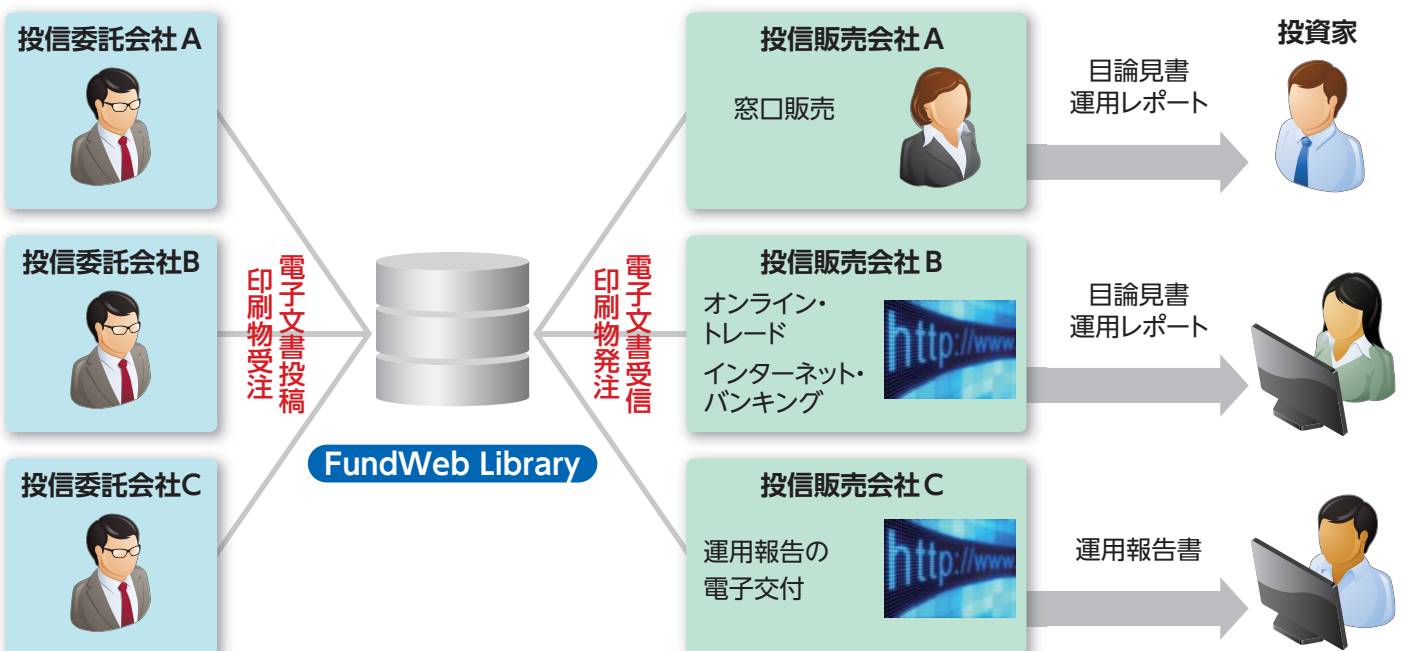 投信委託会社A
投信委託会社B
投信委託会社C
電子文書投稿
印刷物受注
FundWeb Library
電子文書受信
印刷物発注
投信販売会社A
窓口販売
目論見書
運用レポート
投資家
投信販売会社B
オンライン・
トレード
インターネット・
バンキング
http://www
目論見書
運用レポート
投信販売会社C
運用報告の
電子交付
http://www
運用報告書